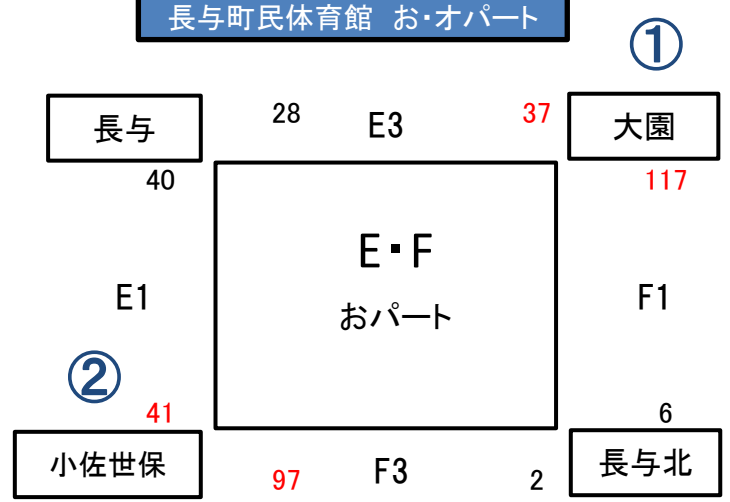 長与町民体育館 お・オパート
①
長与
28
E3
37
大園
40
117
E・F
おパート
E1
F1
②
41
6
小佐世保
97
F3
2
長与北